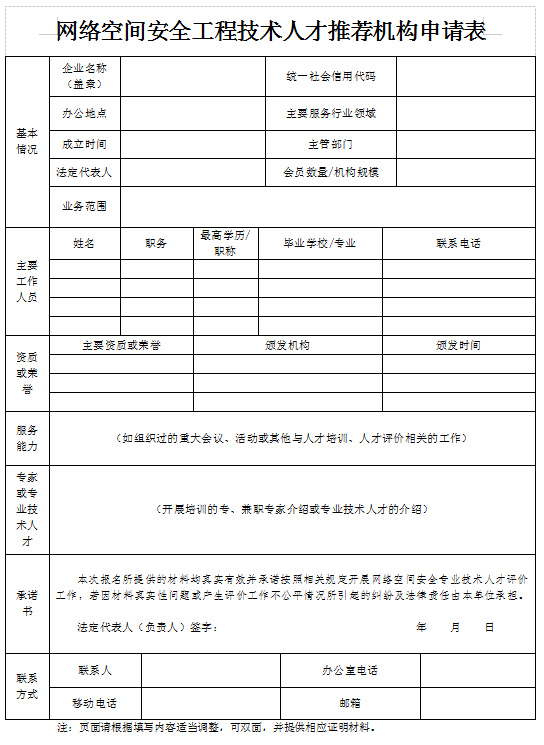 网络空间安全工程技术人才推荐机构申请表
基本
情况
企业名称
（盖章）
统一社会信用代码
办公地点
主要服务行业领域
成立时间
主管部门
法定代表人
会员数量/机构规模
业务范围
主要
工作
人员
姓名
职务
最高学历/
职称
毕业学校/专业
联系电话
资质
或荣
誉
主要资质或荣誉
颁发机构
颁发时间
服务
能力
（如组织过的重大会议、活动或其他与人才培训、人才评价相关的工作）
专家
或专
业技
术人
才
（开展培训的专、兼职专家介绍或专业技术人才的介绍）
承诺
书
本次报名所提供的材料均真实有效并承诺按照相关规定开展网络空间安全专业技术人才评价
工作，若因材料真实性问题或产生评价工作不公平情况所引起的纠纷及法律责任由本单位承担。
法定代表人（负责人）签字： 年 月 日
联系
方式
联系人
办公室电话
移动电话
邮箱
注：页面请根据填写内容适当调整，可双面，并提供相应证明材料。